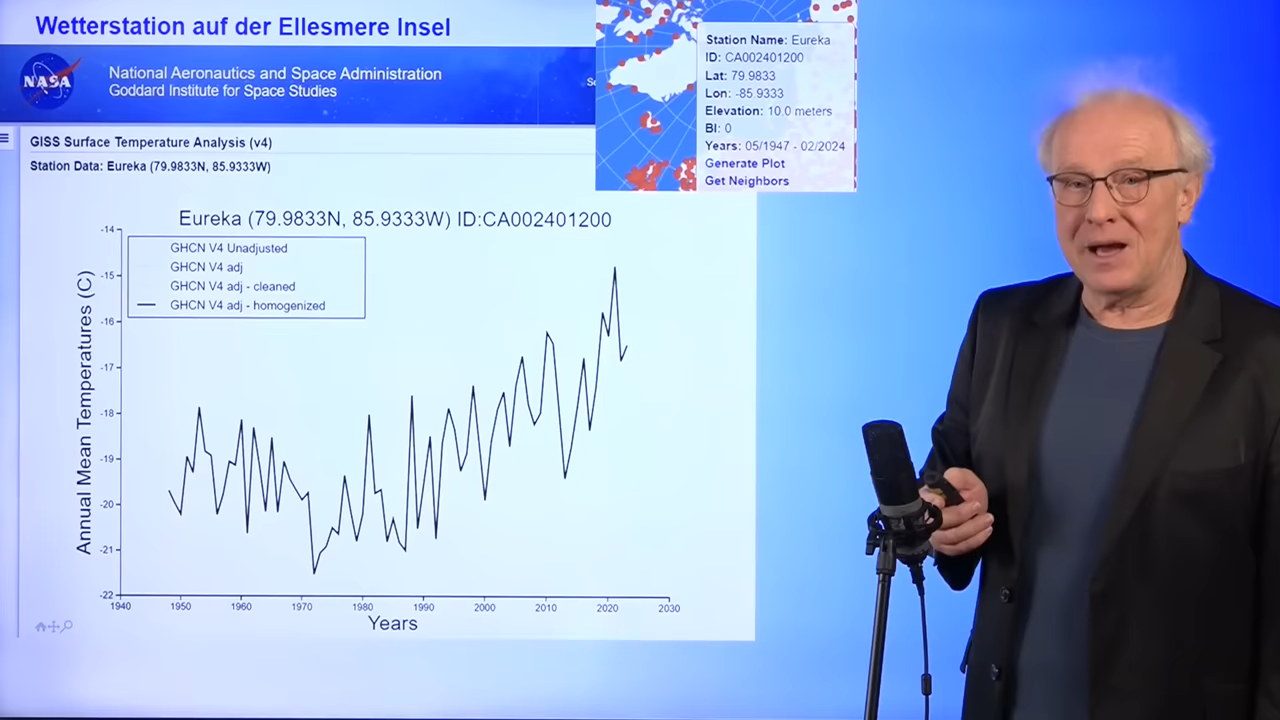 Wetterstation auf der Ellesmere Insel
NASA
National Aeronautics and Space Administration
Goddard Institute for Space Studies
GISS Surface Temperature Analysis (v4)
Station Data: Eureka (79.9833N, 85.9333W)
Station Name: Eureka
ID: CA002401200
Lat: 79.9833
Lon: -85.9333
Elevation: 10.0 meters
BI: 0
Years: 05/1947 - 02/2024
Generate Plot
Get Neighbors
Eureka (79.9833N, 85.9333W) ID:CA002401200
GHCN V4 Unadjusted
GHCN V4 adj
GHCN V4 adj - cleaned
GHCN V4 adj - homogenized
Annual Mean Temperatures (C)
-14
-15
-16
-17
-18
-19
-20
-21
-22
1940 1950 1960 1970 1980 1990 2000 2010 2020 2030
Years